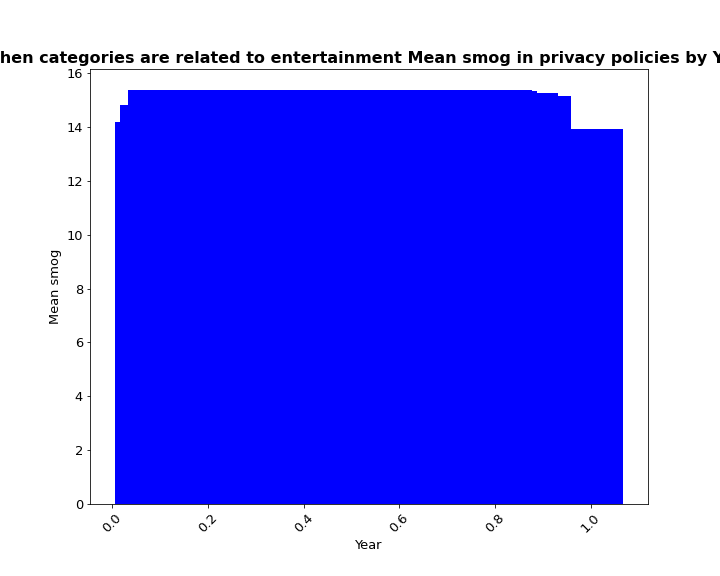 hen categories are related to entertainment Mean smog in privacy policies by Y
16
14
12
10
8
6
4
2
0
Mean smog
0.0 0.2 0.4 0.6 0.8 1.0
Year